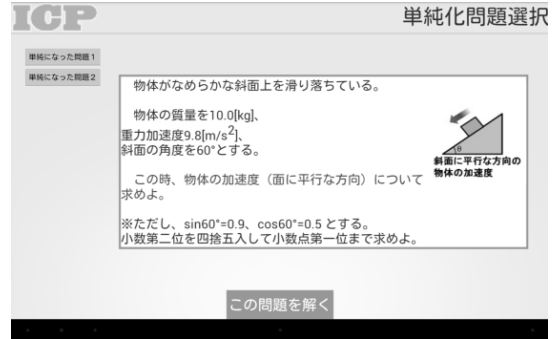 ICP
単純化問題選択
単純になった問題1
単純になった問題2
物体がなめらかな斜面上を滑り落ちている。
物体の質量を10.0[kg]、
重力加速度9.8[m/s2]、
斜面の角度を60°とする。
この時、物体の加速度（面に平行な方向）について
求めよ。
※ただし、sin60°=0.9、cos60°=0.5 とする。
小数第二位を四捨五入して小数点第一位まで求めよ。
θ
斜面に平行な方向の
物体の加速度
この問題を解く